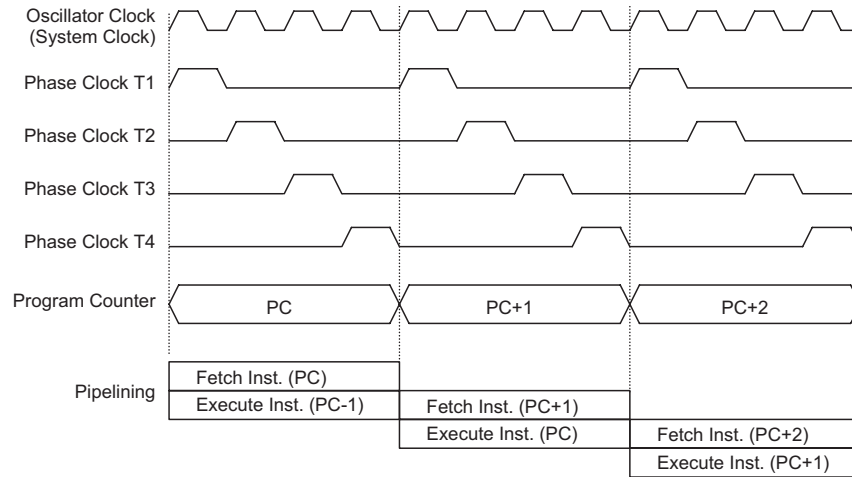 Oscillator Clock
(System Clock)
Phase Clock T1
Phase Clock T2
Phase Clock T3
Phase Clock T4
Program Counter
PC
PC+1
PC+2
Pipelining
Fetch Inst. (PC)
Execute Inst. (PC-1)
Fetch Inst. (PC+1)
Execute Inst. (PC)
Fetch Inst. (PC+2)
Execute Inst. (PC+1)